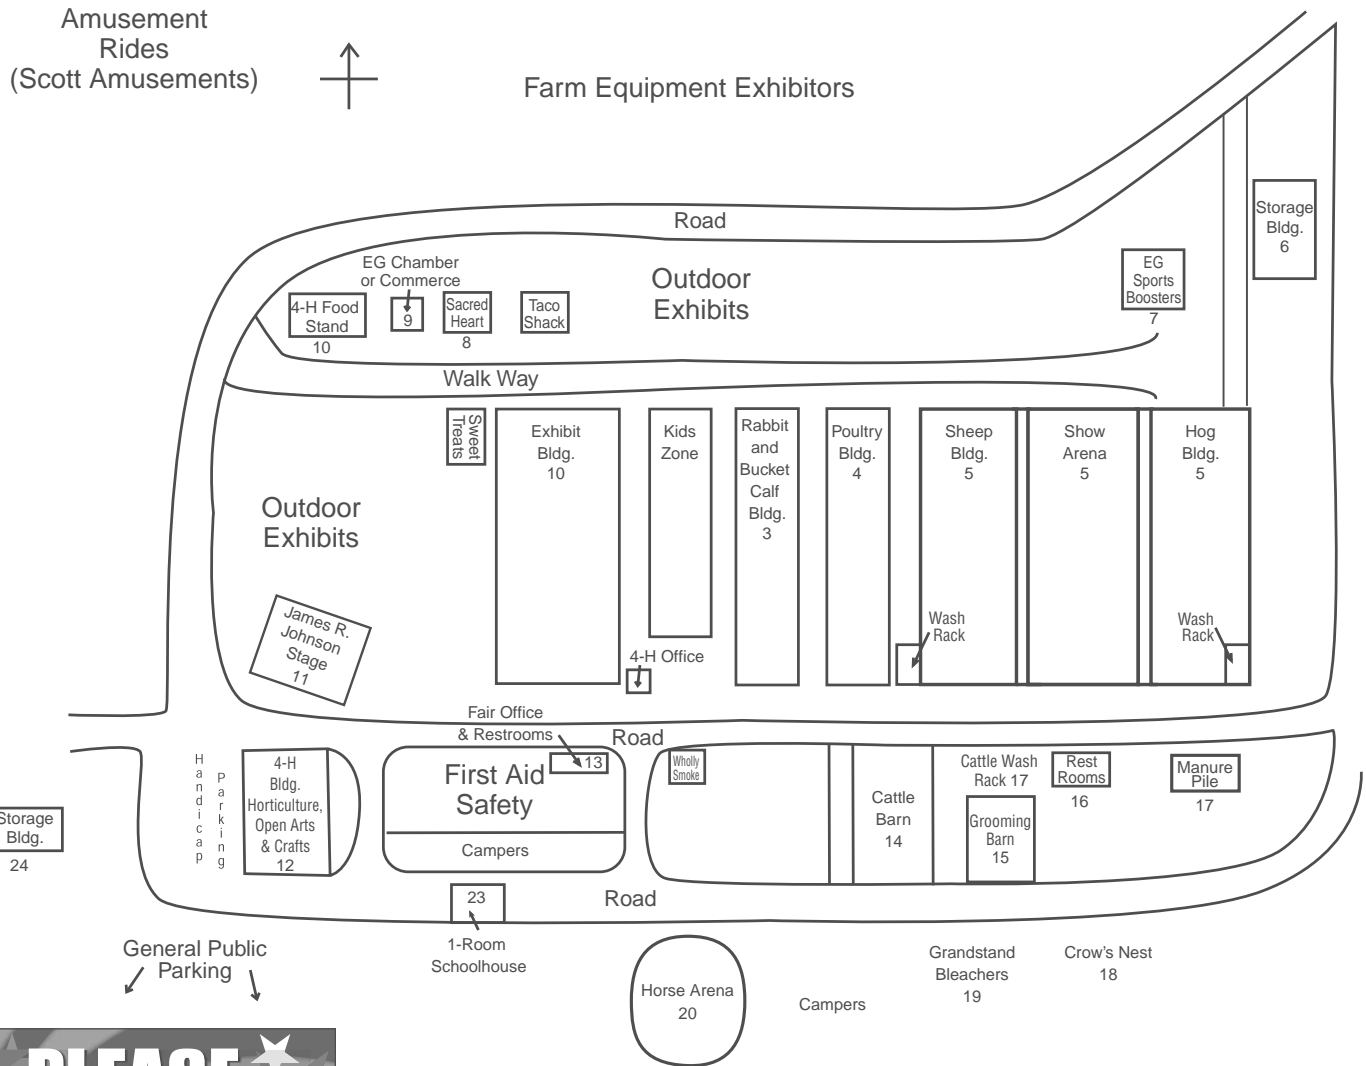 Amusement
Rides
(Scott Amusements)
Farm Equipment Exhibitors
Road
Storage
Bldg.
6
EG Chamber
or Commerce
9
4-H Food
Stand
10
Sacred
Heart
8
Taco
Shack
Outdoor
Exhibits
EG
Sports
Boosters
7
Walk Way
Sweet
Treats
Exhibit
Bldg.
10
Kids
Zone
Rabbit
and
Bucket
Calf
Bldg.
3
Poultry
Bldg.
4
Sheep
Bldg.
5
Show
Arena
5
Hog
Bldg.
5
Outdoor
Exhibits
James R.
Johnson
Stage
11
4-H Office
Wash
Rack
Wash
Rack
Fair Office
& Restrooms
13
Road
Handicap
Parking
4-H
Bldg.
Horticulture,
Open Arts
& Crafts
12
First Aid
Safety
Campers
Wholly
Smoke
Cattle
Barn
14
Cattle Wash
Rack 17
Grooming
Barn
15
Rest
Rooms
16
Manure
Pile
17
Storage
Bldg.
24
23
1-Room
Schoolhouse
Road
General Public
Parking
Horse Arena
20
Campers
Grandstand
Bleachers
19
Crow's Nest
18
PLEASE